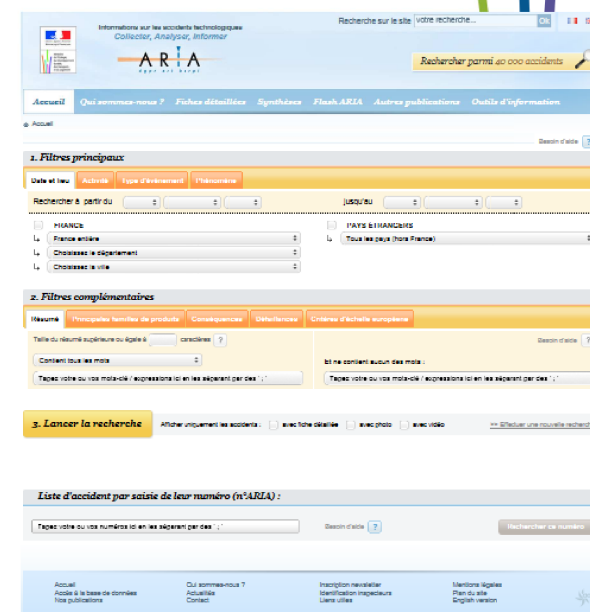 Informations sur les accidents technologiques
Collecter, Analyser, Informer
ARIA
Recherche sur le site votre recherche... Ok
Rechercher parmi 40 000 accidents
Accueil Qui sommes-nous ? Fiches détaillées Synthèses Flash ARIA Autres publications Outils d'information
Accueil
Besoin d'aide ?
1. Filtres principaux
Date et lieu Activité Type d'évènement Phénomène
Rechercher à partir du jusqu'au
FRANCE PAYS ETRANGERS
France entière Tous les pays (hors France)
Choisissez le département
Choisissez la ville
2. Filtres complémentaires
Résumé Principales familles de produits Conséquences Défaillances Critères d'échelle européens
Taille du résumé supérieure ou égale à caractères ? Besoin d'aide ?
Contient tous les mots Et ne contient aucun des mots :
Tapez votre ou vos mots-clé / expressions ici en les séparant par des ' ; ' Tapez votre ou vos mots-clé / expressions ici en les séparant par des ' ; '
3. Lancer la recherche Afficher uniquement les accidents : avec fiche détaillée avec photo avec vidéo >> Effectuer une nouvelle recherch
Liste d'accident par saisie de leur numéro (n°ARIA) :
Tapez votre ou vos numéros ici en les séparant par des ' ; ' Besoin d'aide ? Rechercher ce numéro
Accueil Qui sommes-nous ? Inscription newsletter Mentions légales
Accès à la base de données Actualités Identification inspecteurs Plan du site
Nos publications Contact Liens utiles English version